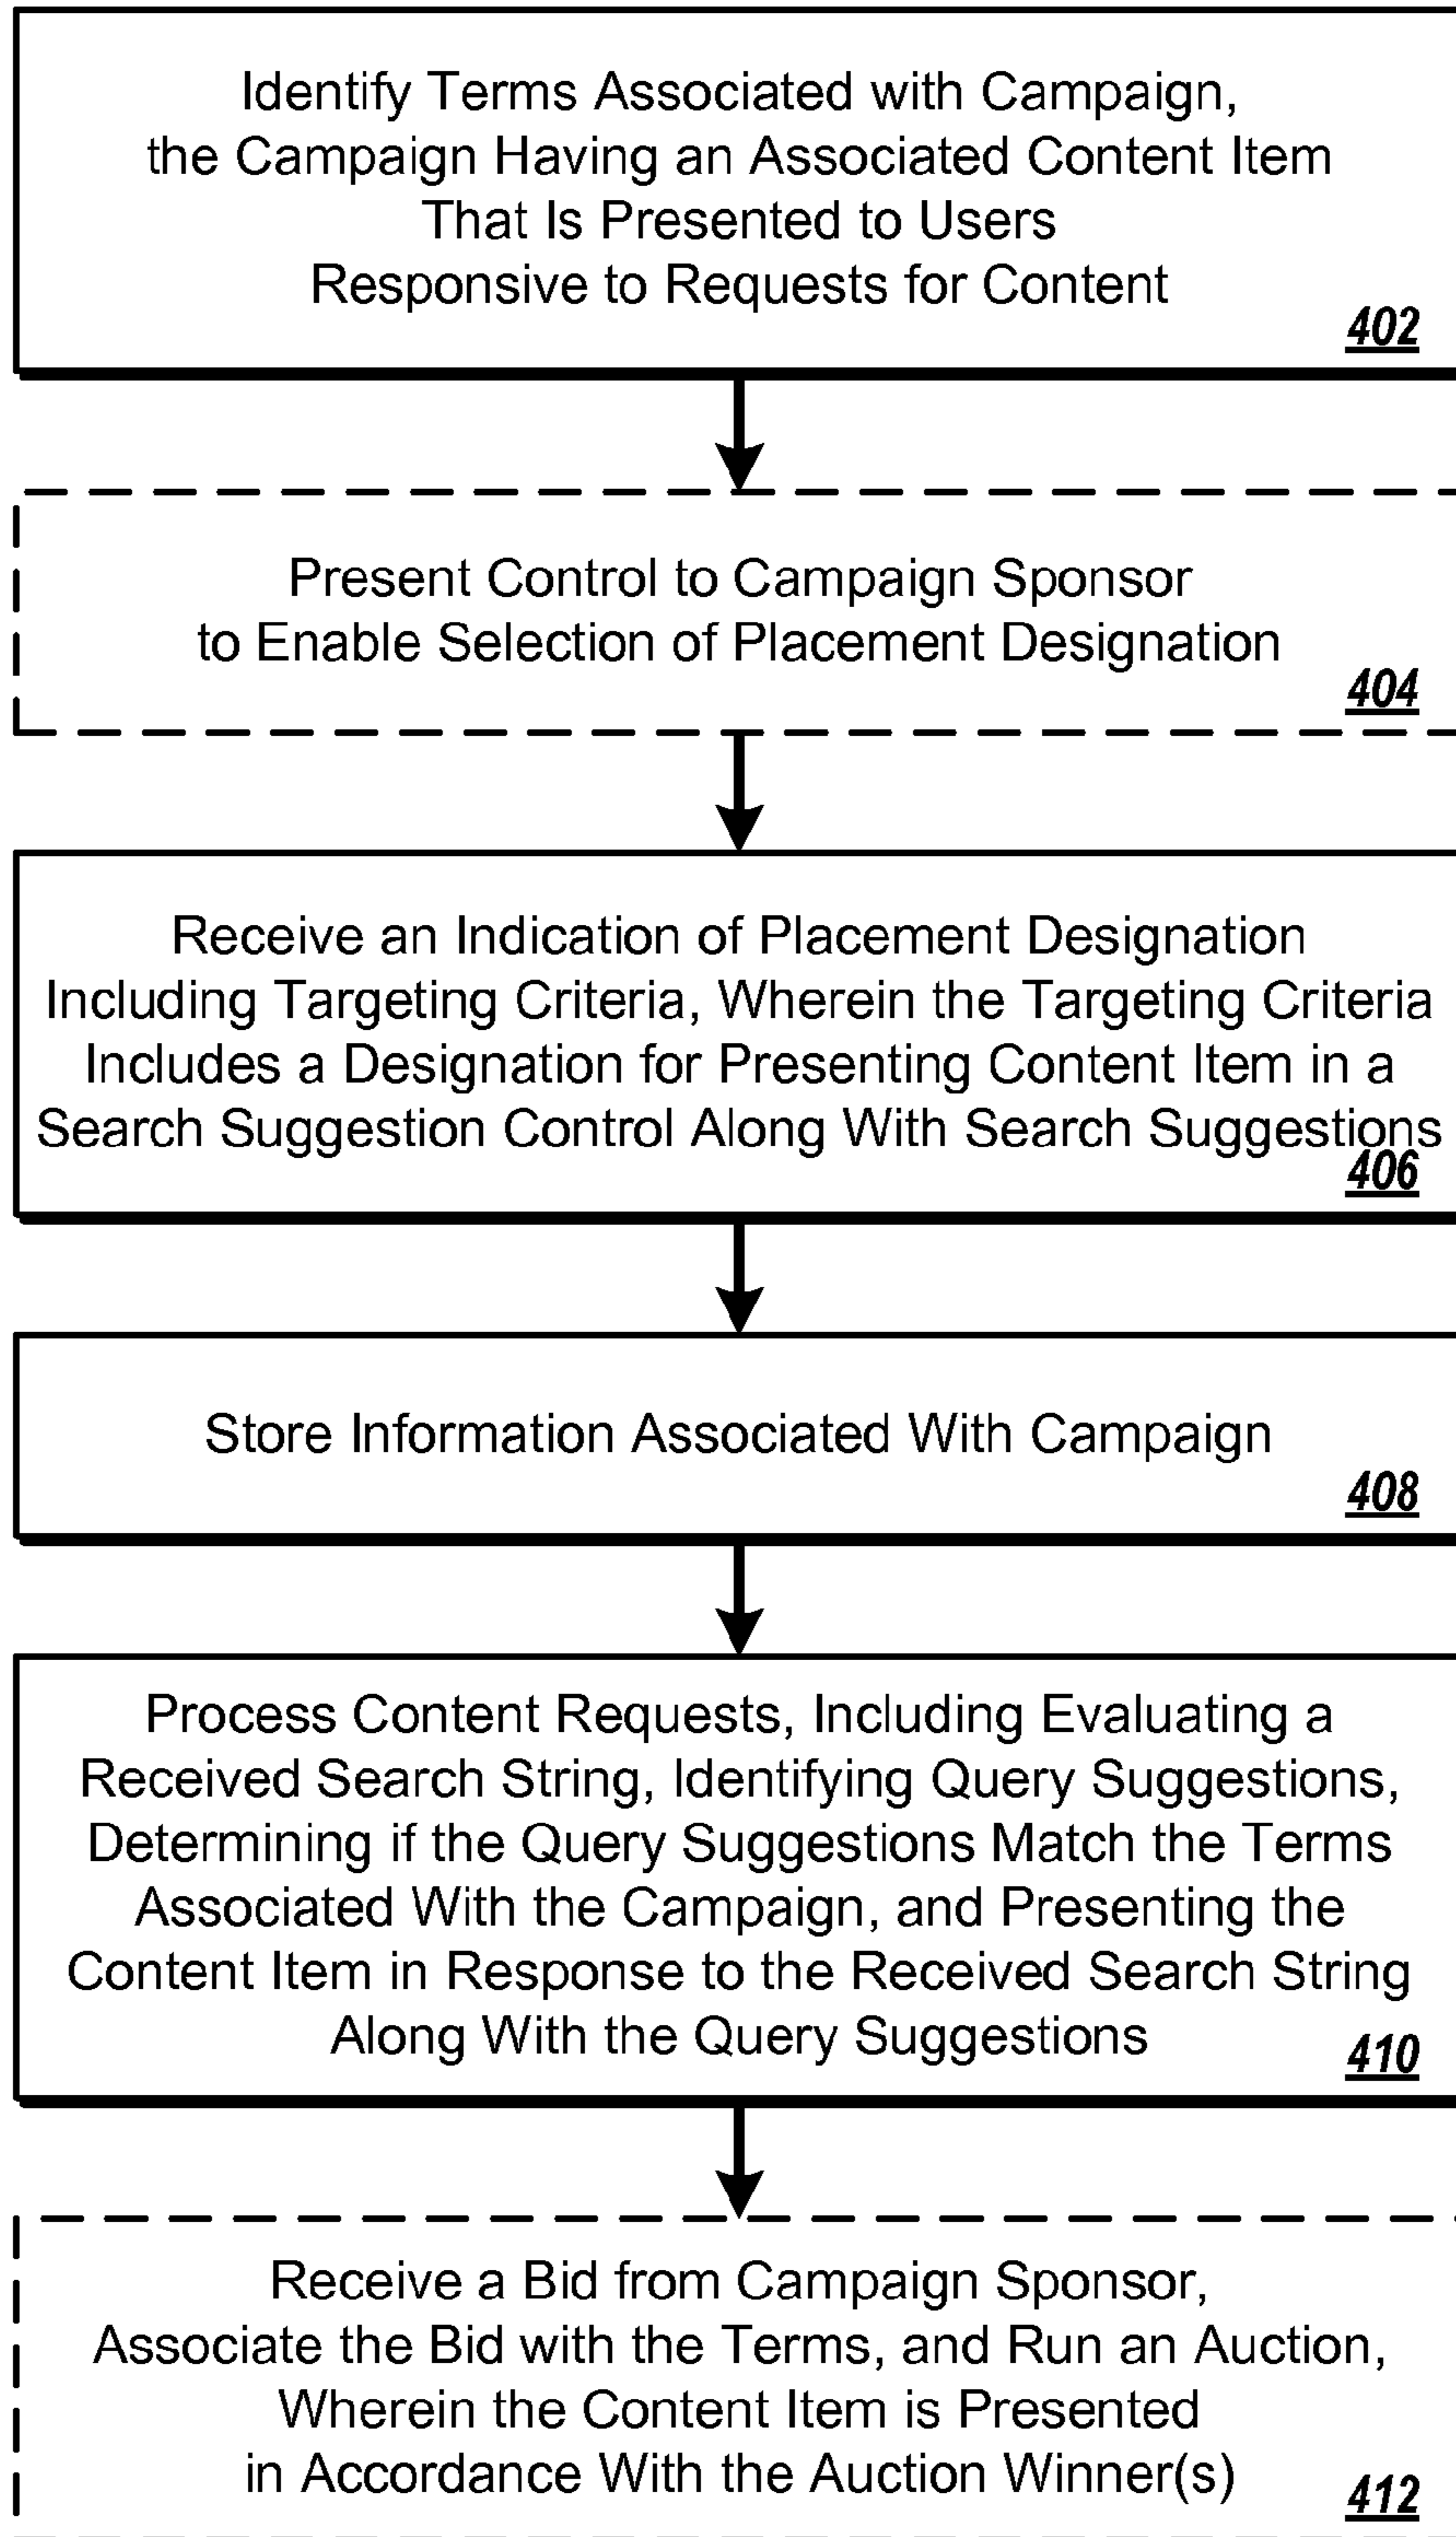 Identify Terms Associated with Campaign,
the Campaign Having an Associated Content Item
That Is Presented to Users
Responsive to Requests for Content
402
Present Control to Campaign Sponsor
to Enable Selection of Placement Designation
404
Receive an Indication of Placement Designation
Including Targeting Criteria, Wherein the Targeting Criteria
Includes a Designation for Presenting Content Item in a
Search Suggestion Control Along With Search Suggestions
406
Store Information Associated With Campaign
408
Process Content Requests, Including Evaluating a
Received Search String, Identifying Query Suggestions,
Determining if the Query Suggestions Match the Terms
Associated With the Campaign, and Presenting the
Content Item in Response to the Received Search String
Along With the Query Suggestions
410
Receive a Bid from Campaign Sponsor,
Associate the Bid with the Terms, and Run an Auction,
Wherein the Content Item is Presented
in Accordance With the Auction Winner(s)
412